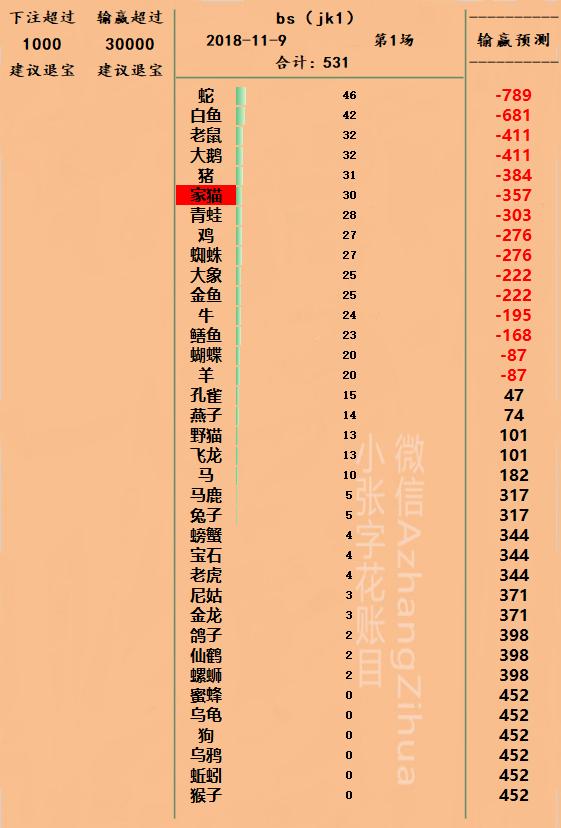 下注超过 输赢超过
1000 30000
建议退宝 建议退宝
bs（jk1）
2018-11-9 第1场
合计：531
----------
输赢预测
----------
蛇 46 -789
白鱼 42 -681
老鼠 32 -411
大鹅 32 -411
猪 31 -384
家猫 30 -357
青蛙 28 -303
鸡 27 -276
蜘蛛 27 -276
大象 25 -222
金鱼 25 -222
牛 24 -195
鳝鱼 23 -168
蝴蝶 20 -87
羊 20 -87
孔雀 15 47
燕子 14 74
野猫 13 101
飞龙 13 101
马 10 182
马鹿 5 317
兔子 5 317
螃蟹 4 344
宝石 4 344
老虎 4 344
尼姑 3 371
金龙 3 371
鸽子 2 398
仙鹤 2 398
螺蛳 2 398
蜜蜂 0 452
乌龟 0 452
狗 0 452
乌鸦 0 452
蚯蚓 0 452
猴子 0 452
微信AzhangZihua
小张字花账目